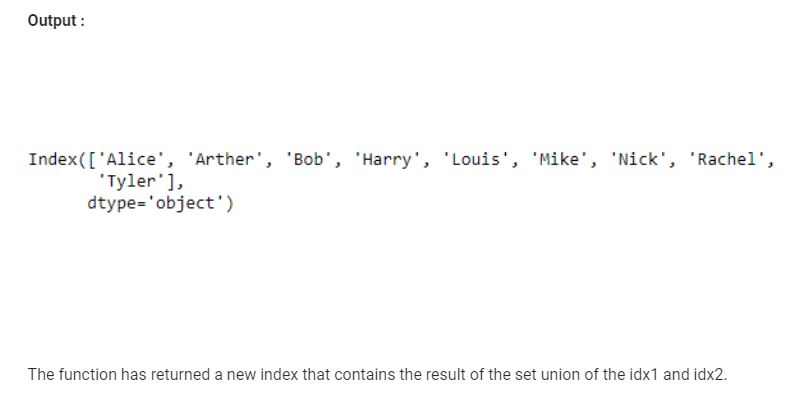 Output :
Index(['Alice', 'Arther', 'Bob', 'Harry', 'Louis', 'Mike', 'Nick', 'Rachel',
'Tyler'],
dtype='object')
The function has returned a new index that contains the result of the set union of the idx1 and idx2.